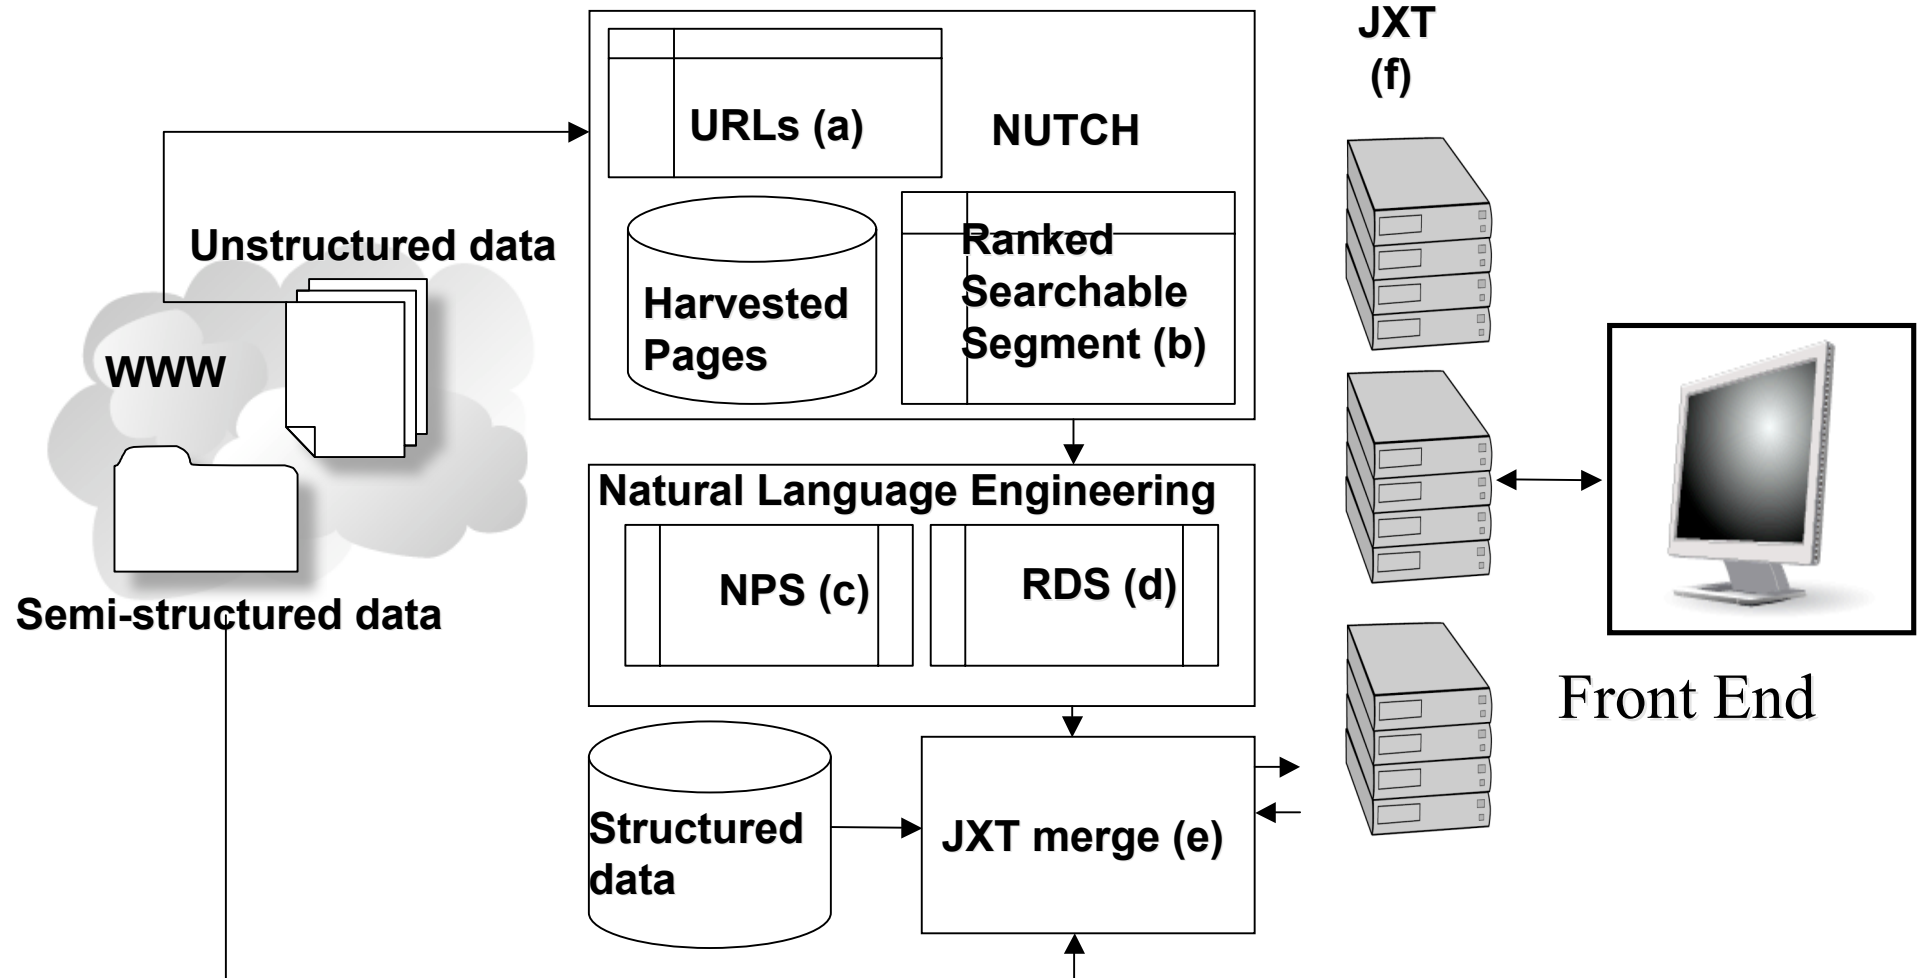 JXT
(f)
URLs (a)
NUTCH
Unstructured data
Ranked
Searchable
Segment (b)
Harvested
Pages
WWW
Natural Language Engineering
NPS (c)
RDS (d)
Semi-structured data
Front End
Structured
data
JXT merge (e)